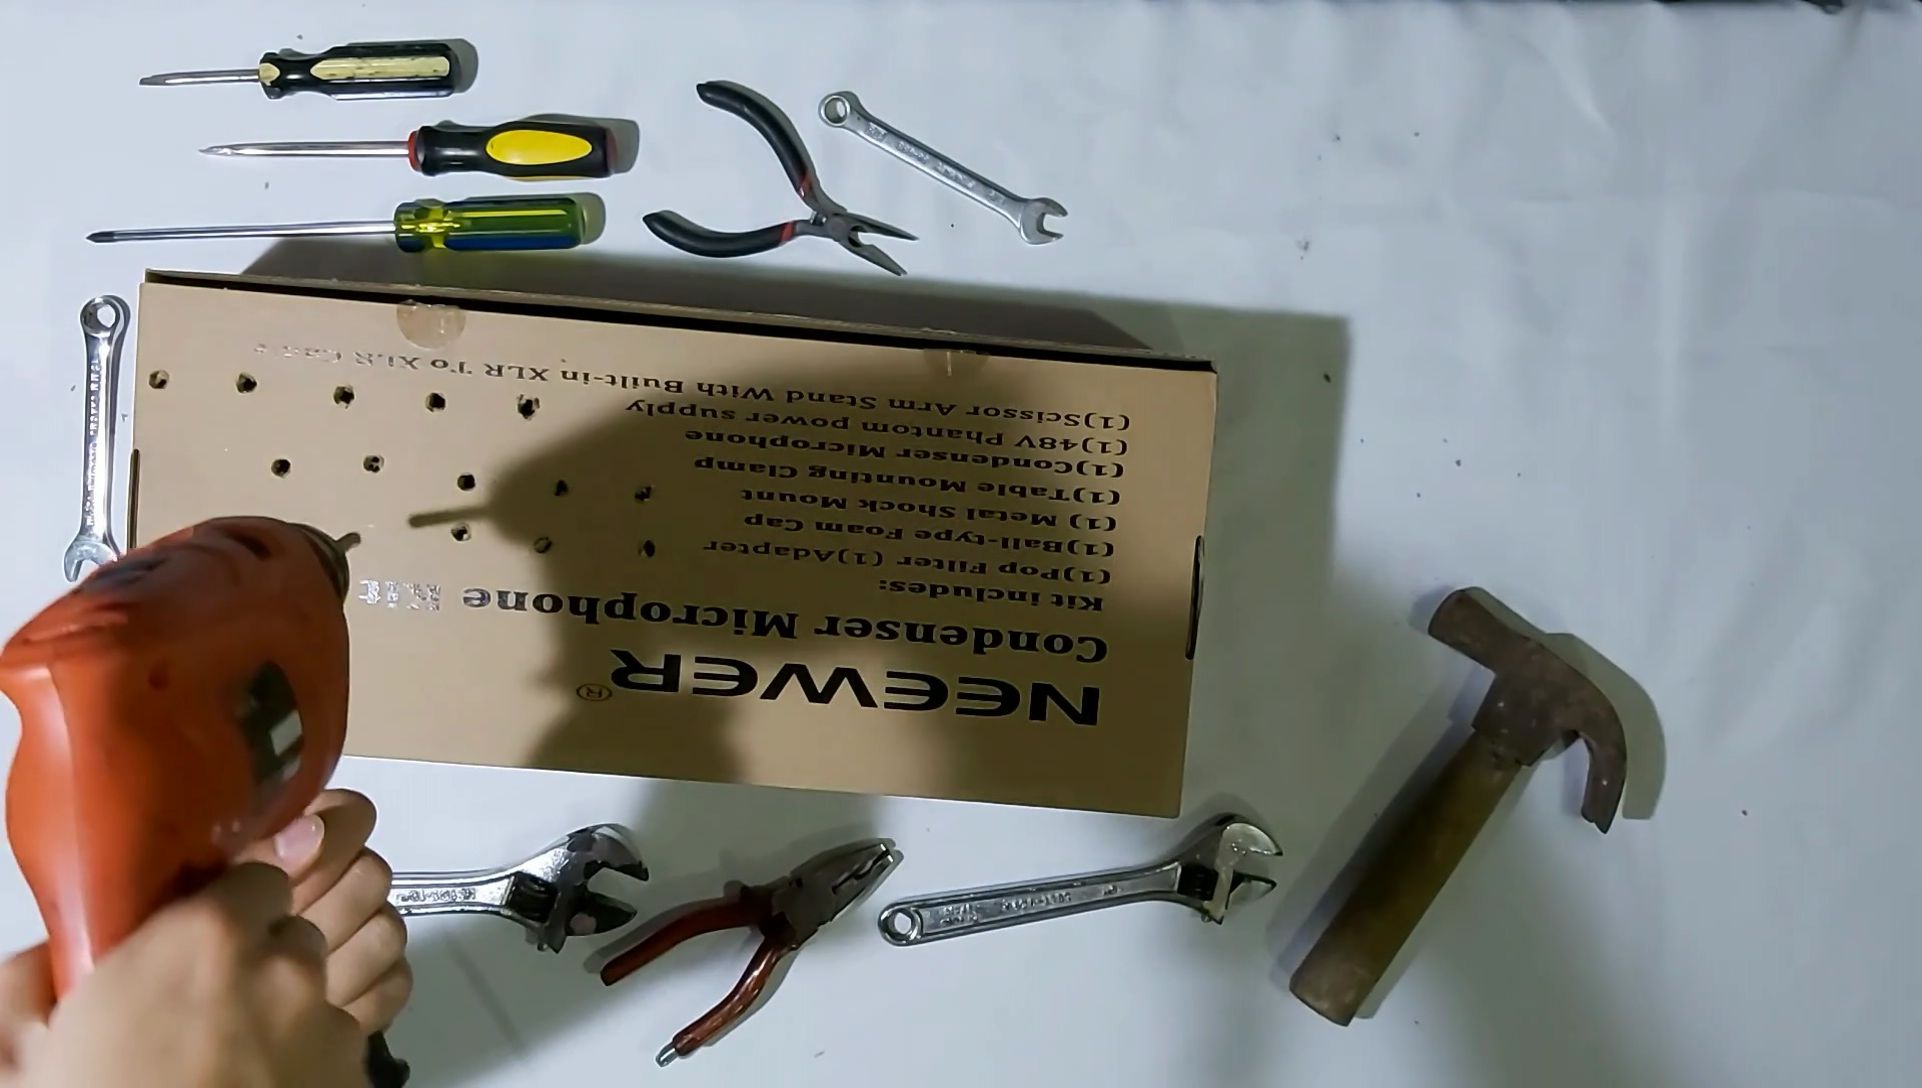 NEEWER®
Condenser Microphone Kit
Kit includes:
(1)Pop Filter (1)Adapter
(1)Ball-type Foam Cap
(1) Metal Shock Mount
(1)Table Mounting Clamp
(1)Condenser Microphone
(1)48V Phantom power supply
(1)Scissor Arm Stand With Built-in XLR To XLR Cable